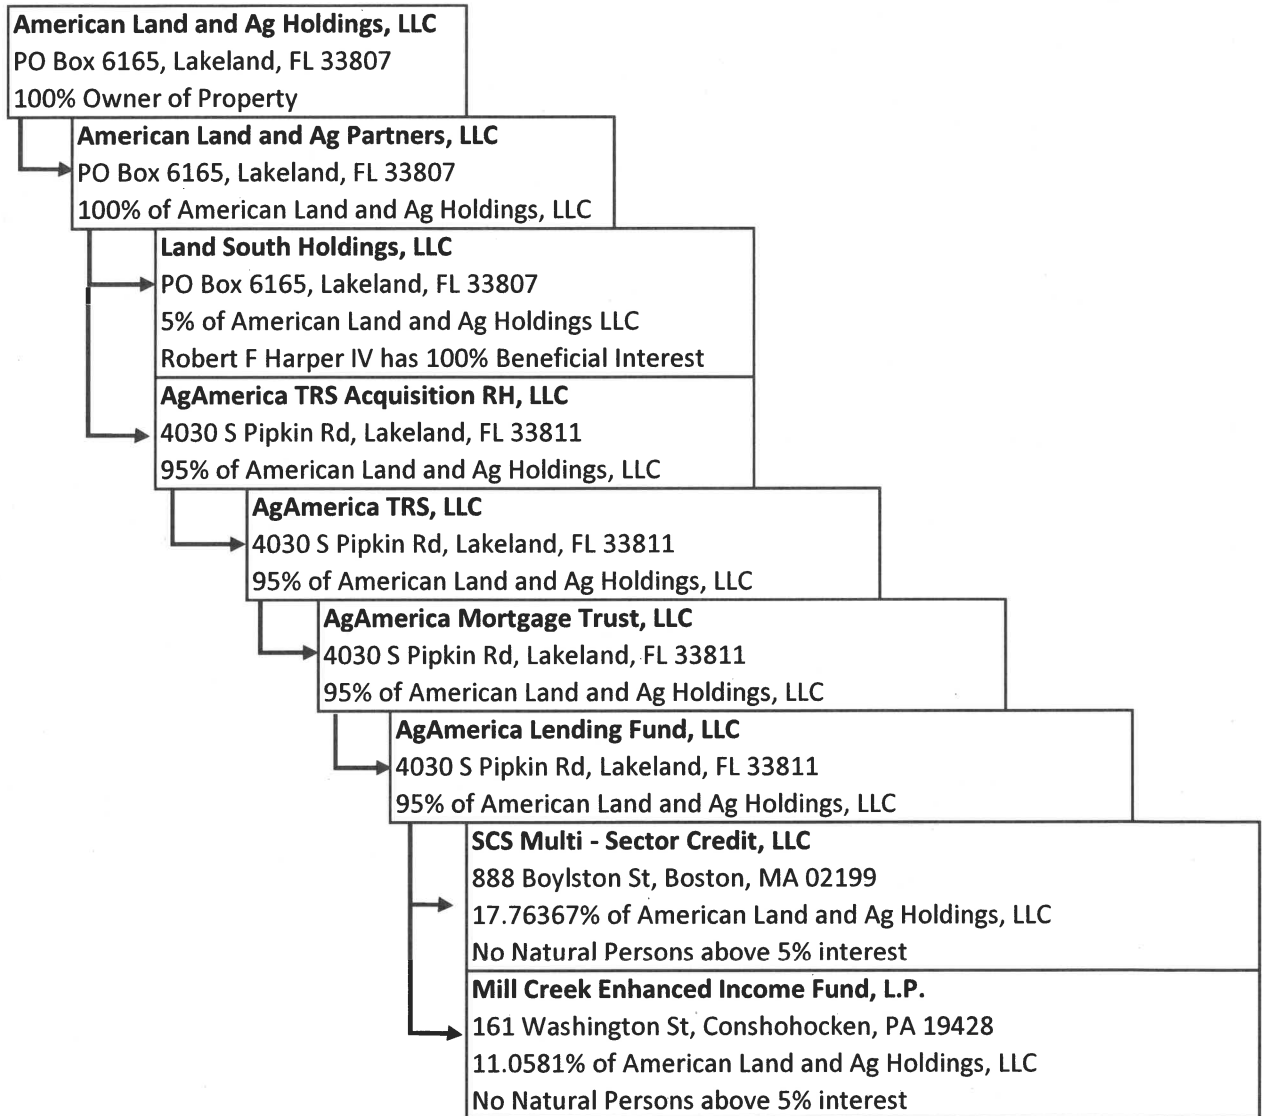 American Land and Ag Holdings, LLC
PO Box 6165, Lakeland, FL 33807
100% Owner of Property
American Land and Ag Partners, LLC
PO Box 6165, Lakeland, FL 33807
100% of American Land and Ag Holdings, LLC
Land South Holdings, LLC
PO Box 6165, Lakeland, FL 33807
5% of American Land and Ag Holdings LLC
Robert F Harper IV has 100% Beneficial Interest
AgAmerica TRS Acquisition RH, LLC
4030 S Pipkin Rd, Lakeland, FL 33811
95% of American Land and Ag Holdings, LLC
AgAmerica TRS, LLC
4030 S Pipkin Rd, Lakeland, FL 33811
95% of American Land and Ag Holdings, LLC
AgAmerica Mortgage Trust, LLC
4030 S Pipkin Rd, Lakeland, FL 33811
95% of American Land and Ag Holdings, LLC
AgAmerica Lending Fund, LLC
4030 S Pipkin Rd, Lakeland, FL 33811
95% of American Land and Ag Holdings, LLC
SCS Multi - Sector Credit, LLC
888 Boylston St, Boston, MA 02199
17.76367% of American Land and Ag Holdings, LLC
No Natural Persons above 5% interest
Mill Creek Enhanced Income Fund, L.P.
161 Washington St, Conshohocken, PA 19428
11.0581% of American Land and Ag Holdings, LLC
No Natural Persons above 5% interest